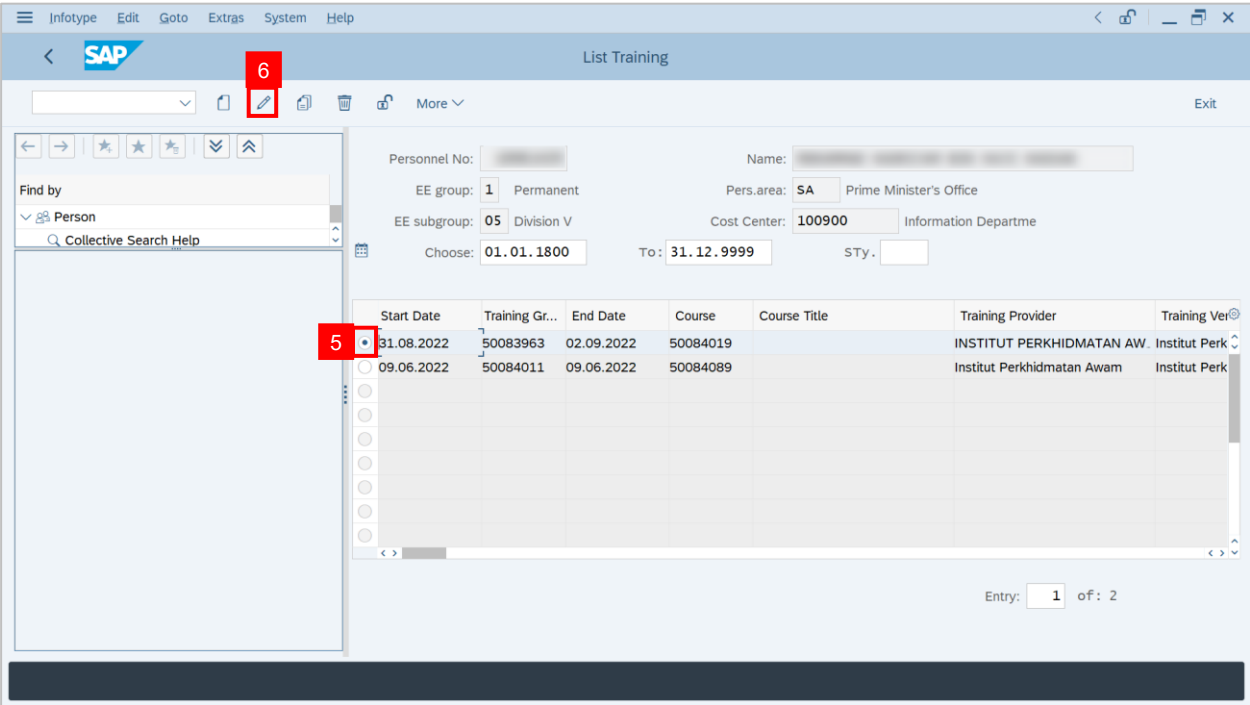 Infotype Edit Goto Extras System Help
SAP
List Training
6
More
Exit
Find by
Person
Collective Search Help
Personnel No:
Name:
EE group: 1 Permanent
Pers.area: SA Prime Minister's Office
EE subgroup: 05 Division V
Cost Center: 100900 Information Departme
Choose: 01.01.1800 To: 31.12.9999 STy.
Start Date Training Gr... End Date Course Course Title Training Provider Training Ver
5
31.08.2022 50083963 02.09.2022 50084019 INSTITUT PERKHIDMATAN AW. Institut Perk
09.06.2022 50084011 09.06.2022 50084089 Institut Perkhidmatan Awam Institut Perk
Entry: 1 of: 2